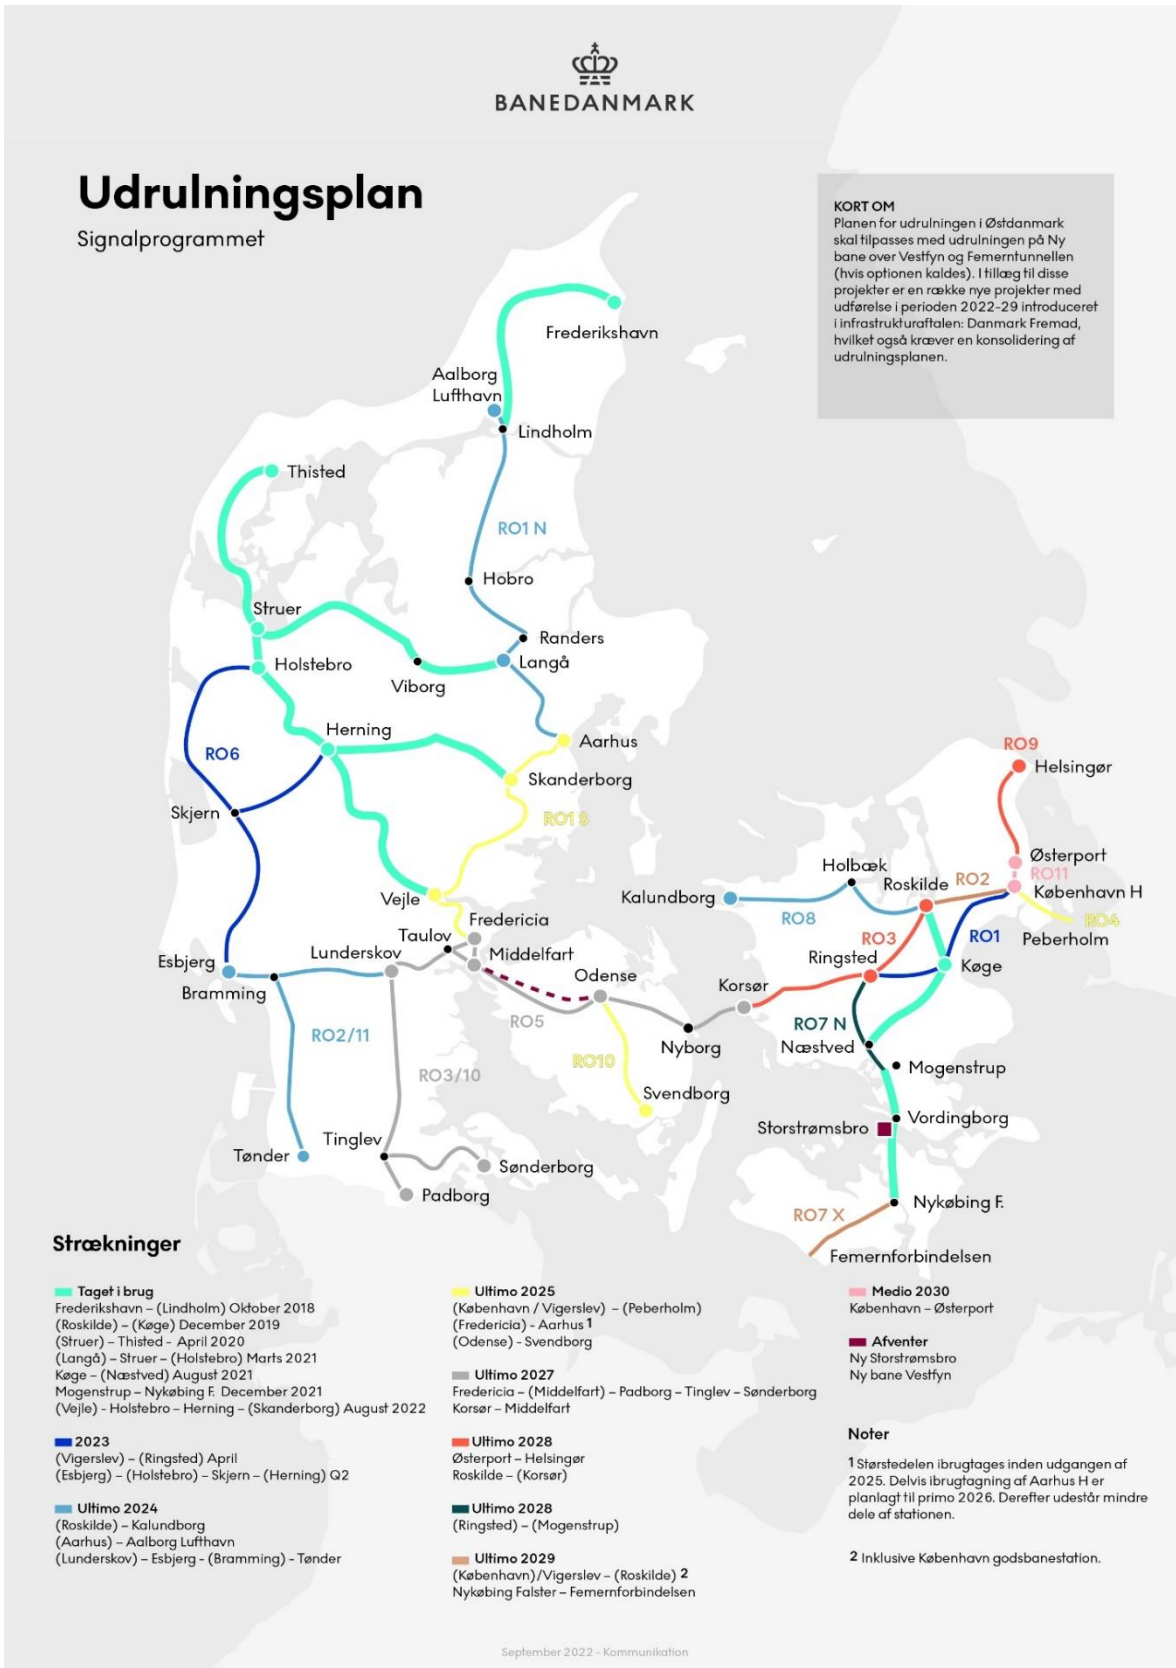 BANEDANMARK
Udrulningsplan
Signalprogrammet
KORT OM
Planen for udrulningen i Østdanmark
skal tilpasses med udrulningen på Ny
bane over Vestfyn og Femerntunnellen
(hvis optionen kaldes). I tillæg til disse
projekter er en række nye projekter med
udførelse i perioden 2022-29 introduceret
i infrastrukturaftalen: Danmark Fremad,
hvilket også kræver en konsolidering af
udrulningsplanen.
Frederikshavn
Aalborg
Lufthavn
Lindholm
Thisted
RO1 N
Hobro
Struer
Randers
Holstebro
Langå
Viborg
Herning
Aarhus
RO6
Skanderborg
RO9
Helsingør
Skjern
RO1 S
Østerport
Holbæk
RO11
Roskilde
RO2
København H
Kalundborg
Vejle
RO8
RO4
Fredericia
Peberholm
Taulov
RO3
RO1
Lunderskov
Middelfart
Ringsted
Køge
Esbjerg
Odense
Korsør
Bramming
RO5
RO7 N
RO2/11
Nyborg
Næstved
RO10
Mogenstrup
RO3/10
Svendborg
Vordingborg
Storstrømsbro
Tinglev
Tønder
Sønderborg
Padborg
Nykøbing F.
RO7 X
Femernforbindelsen
Strækninger
Taget i brug
Frederikshavn – (Lindholm) Oktober 2018
(Roskilde) – (Køge) December 2019
(Struer) – Thisted - April 2020
(Langå) – Struer – (Holstebro) Marts 2021
Køge – (Næstved) August 2021
Mogenstrup – Nykøbing F. December 2021
(Vejle) - Holstebro – Herning – (Skanderborg) August 2022
2023
(Vigerslev) – (Ringsted) April
(Esbjerg) – (Holstebro) – Skjern – (Herning) Q2
Ultimo 2024
(Roskilde) – Kalundborg
(Aarhus) – Aalborg Lufthavn
(Lunderskov) – Esbjerg - (Bramming) - Tønder
Ultimo 2025
(København / Vigerslev) – (Peberholm)
(Fredericia) - Aarhus 1
(Odense) - Svendborg
Ultimo 2027
Fredericia – (Middelfart) – Padborg – Tinglev – Sønderborg
Korsør – Middelfart
Ultimo 2028
Østerport – Helsingør
Roskilde – (Korsør)
Ultimo 2028
(Ringsted) – (Mogenstrup)
Ultimo 2029
(København)/Vigerslev – (Roskilde) 2
Nykøbing Falster – Femernforbindelsen
Medio 2030
København – Østerport
Afventer
Ny Storstrømsbro
Ny bane Vestfyn
Noter
1 Størstedelen ibrugtages inden udgangen af
2025. Delvis ibrugtagning af Aarhus H er
planlagt til primo 2026. Derefter udestår mindre
dele af stationen.
2 Inklusive København godsbanestation.
September 2022 - Kommunikation